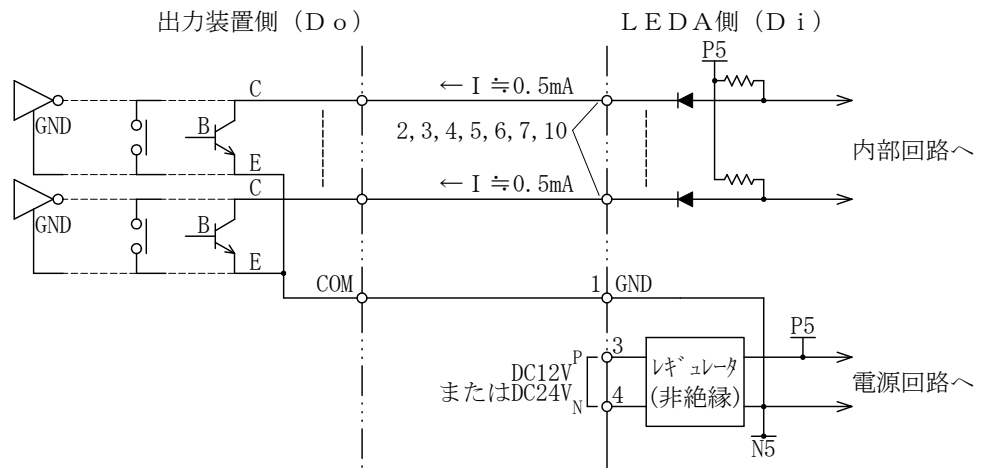 出力装置側（Ｄｏ）
ＬＥＤＡ側（Ｄｉ）
P5
C
←Ｉ≒0.5mA
GND
B
2, 3, 4, 5, 6, 7, 10
内部回路へ
E
C
←Ｉ≒0.5mA
GND
B
E
COM
1
GND
P5
P
3
DC12V
またはDC24V
N
4
ﾚｷﾞｭﾚｰﾀ
(非絶縁)
電源回路へ
N5